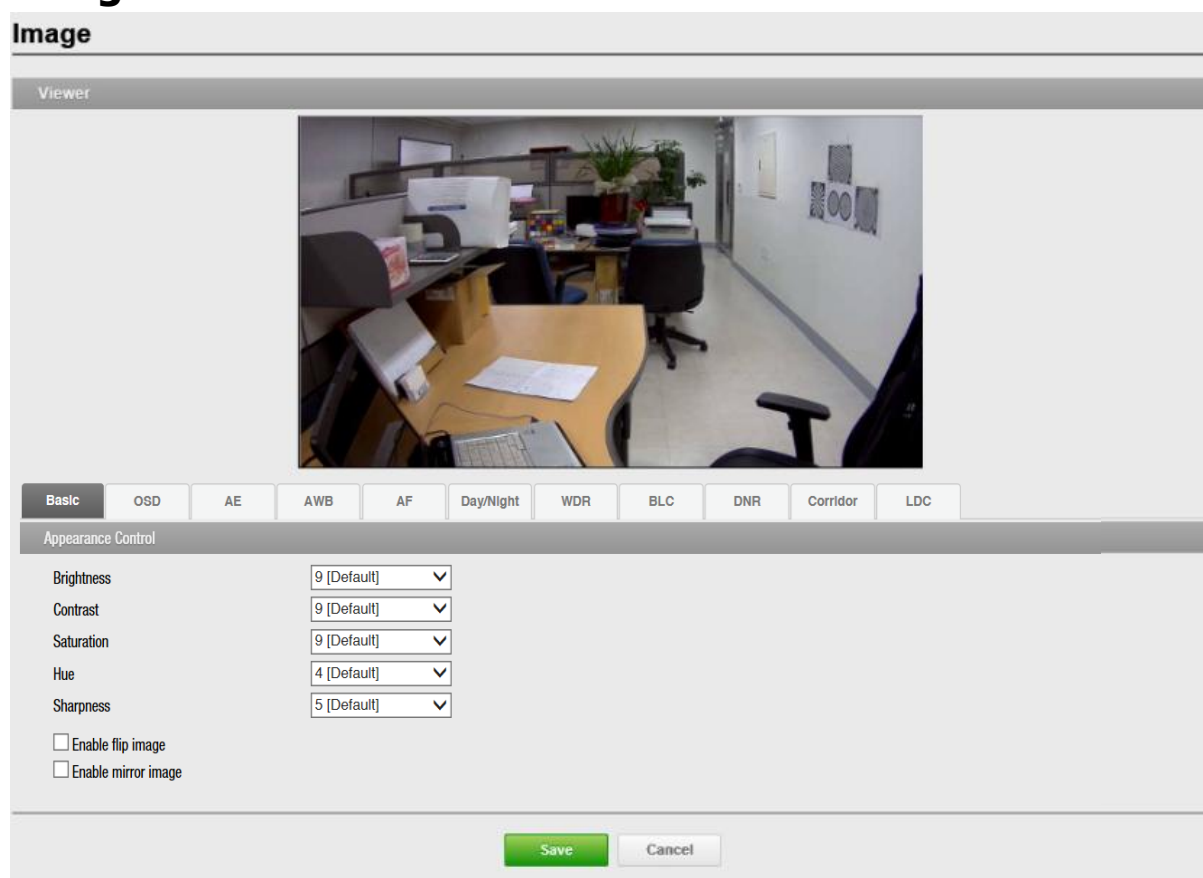 Image
Viewer
Basic OSD AE AWB AF Day/Night WDR BLC DNR Corridor LDC
Appearance Control
Brightness 9 [Default]
Contrast 9 [Default]
Saturation 9 [Default]
Hue 4 [Default]
Sharpness 5 [Default]
Enable flip image
Enable mirror image
Save Cancel